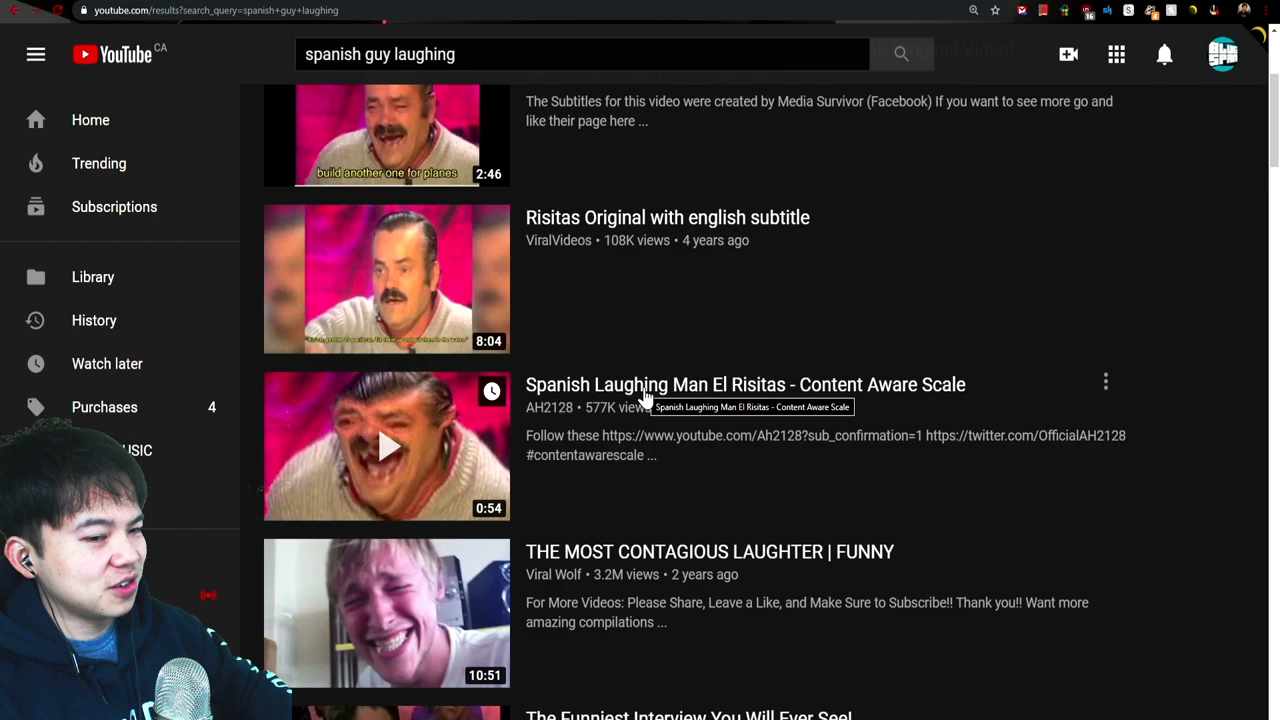 youtube.com/results?search_query=spanish+guy+laughing
16
4
YouTube CA
spanish guy laughing
The Subtitles for this video were created by Media Survivor (Facebook) If you want to see more go and
like their page here ...
build another one for planes
2:46
Home
Trending
Subscriptions
Library
History
Watch later
Purchases 4
USIC
Risitas Original with english subtitle
ViralVideos • 108K views • 4 years ago
8:04
Spanish Laughing Man El Risitas - Content Aware Scale
AH2128 • 577K views
Spanish Laughing Man El Risitas - Content Aware Scale
Follow these https://www.youtube.com/Ah2128?sub_confirmation=1 https://twitter.com/OfficialAH2128
#contentawarescale ...
0:54
THE MOST CONTAGIOUS LAUGHTER | FUNNY
Viral Wolf • 3.2M views • 2 years ago
For More Videos: Please Share, Leave a Like, and Make Sure to Subscribe!! Thank you!! Want more
amazing compilations ...
10:51
The Funniest Interview You Will Ever See!